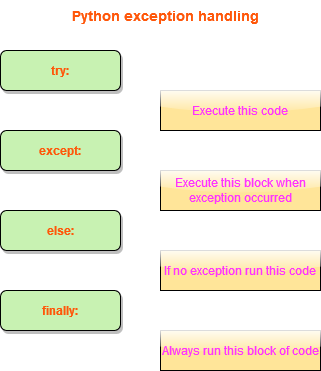 Python exception handling
try:
Execute this code
except:
Execute this block when
exception occurred
else:
If no exception run this code
finally:
Always run this block of code